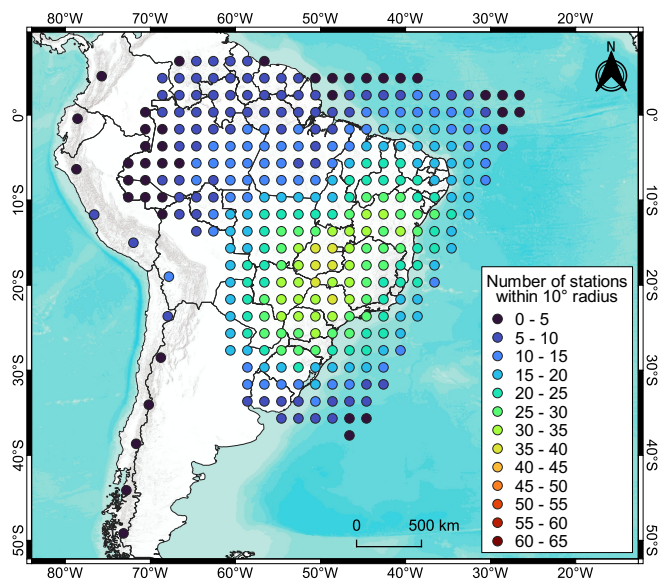 80°W 70°W 60°W 50°W 40°W 30°W 20°W
N
0° 0°
10°S 10°S
20°S 20°S
30°S 30°S
40°S 40°S
50°S 50°S
Number of stations
within 10° radius
0 - 5
5 - 10
10 - 15
15 - 20
20 - 25
25 - 30
30 - 35
35 - 40
40 - 45
45 - 50
50 - 55
55 - 60
60 - 65
0 500 km
80°W 70°W 60°W 50°W 40°W 30°W 20°W